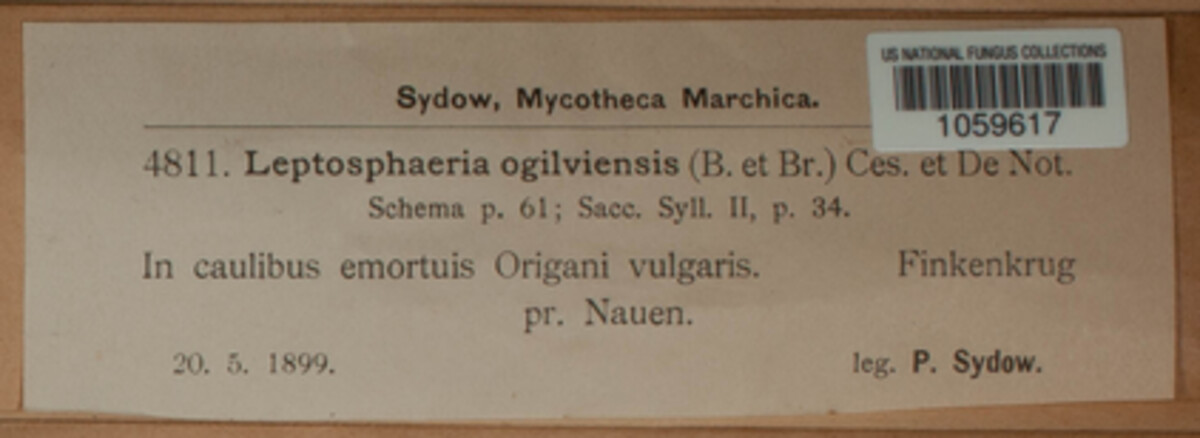 US NATIONAL FUNGUS COLLECTIONS
1059617
Sydow, Mycotheca Marchica.
4811. Leptosphaeria ogilviensis (B. et Br.) Ces. et De Not.
Schema p. 61; Sacc. Syll. II, p. 34.
In caulibus emortuis Origani vulgaris. Finkenkrug
pr. Nauen.
20. 5. 1899. leg. P. Sydow.